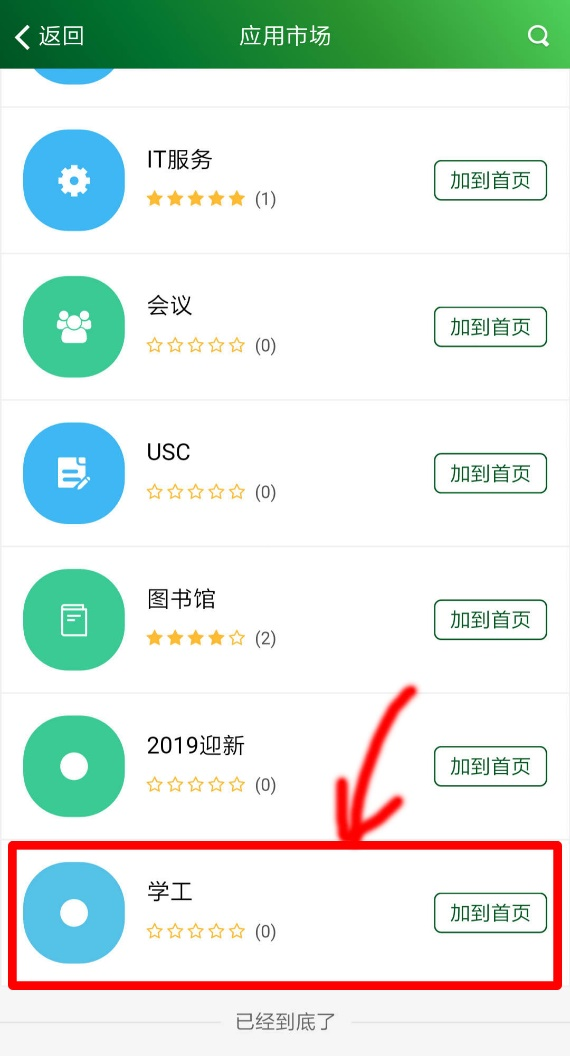 返回
应用市场
IT服务
(1)
加到首页
会议
(0)
加到首页
USC
(0)
加到首页
图书馆
(2)
加到首页
2019迎新
(0)
加到首页
学工
(0)
加到首页
已经到底了